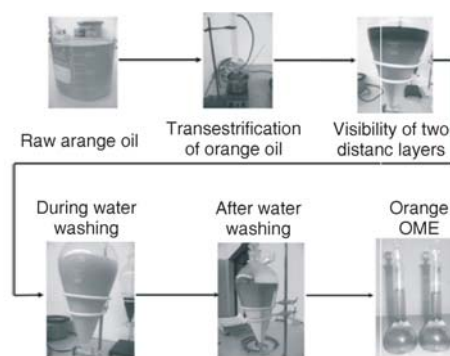 Raw arange oil
Transestrification
of orange oil
Visibility of two
distanc layers
During water
washing
After water
washing
Orange
OME